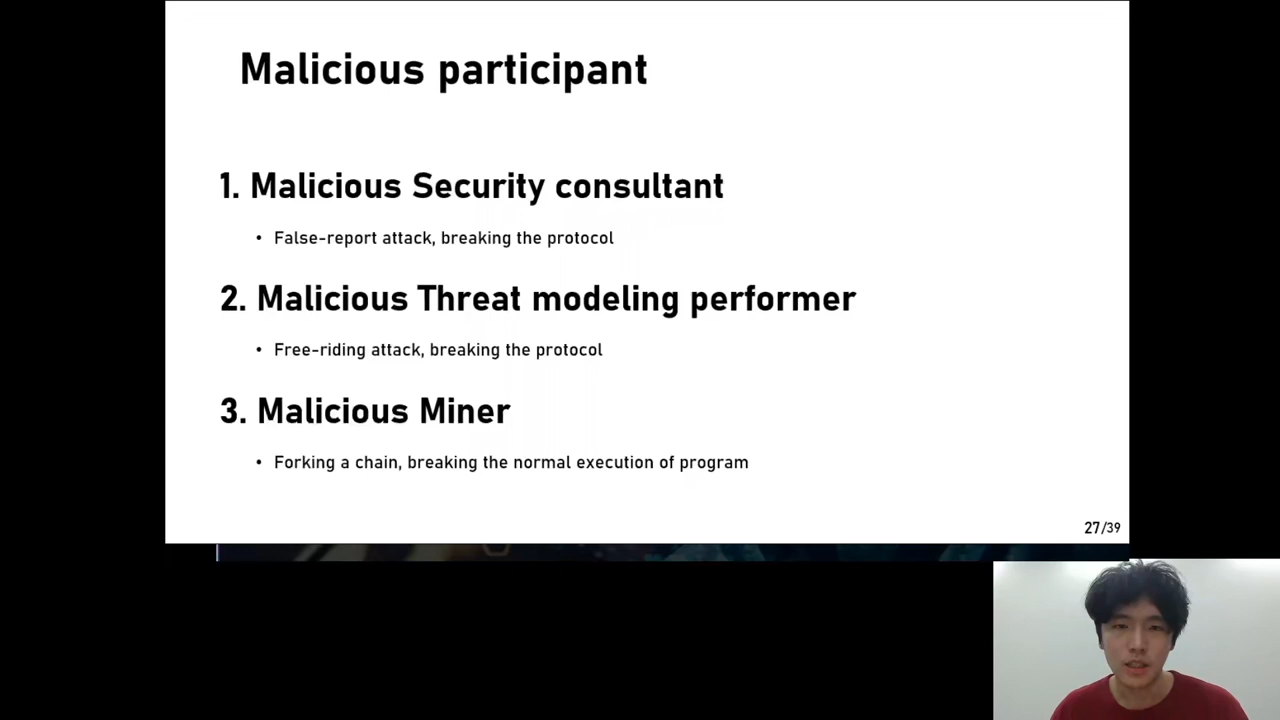 Malicious participant
1. Malicious Security consultant
• False-report attack, breaking the protocol
2. Malicious Threat modeling performer
• Free-riding attack, breaking the protocol
3. Malicious Miner
• Forking a chain, breaking the normal execution of program
27/39